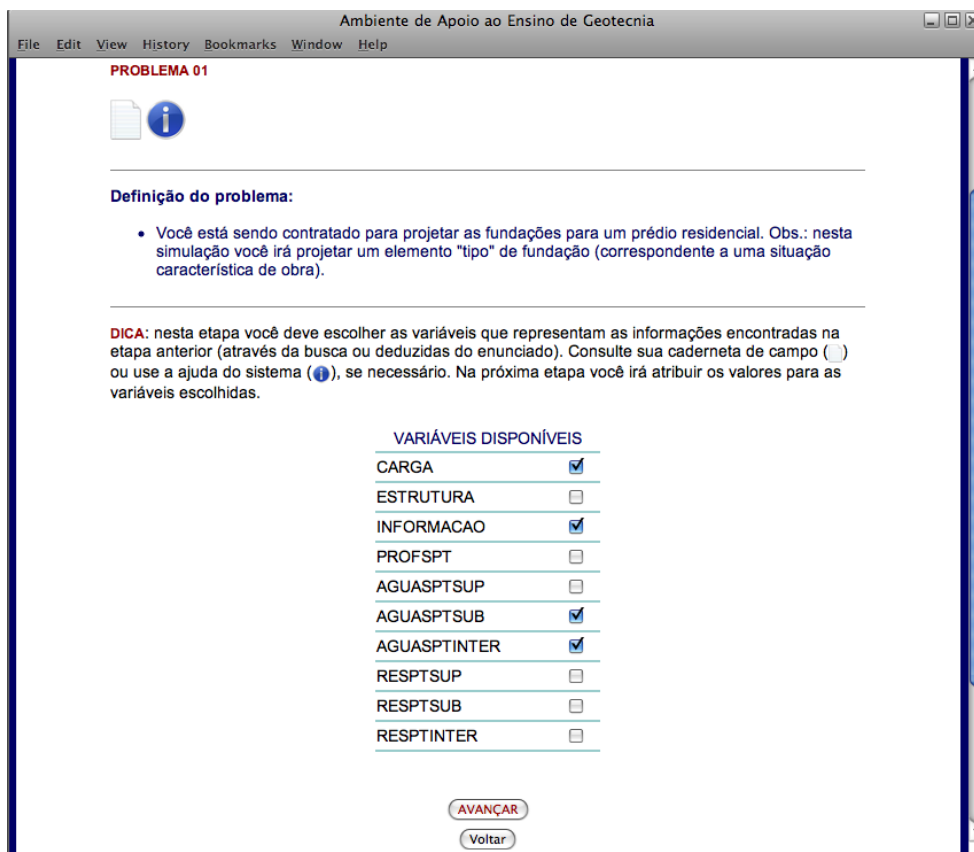 Ambiente de Apoio ao Ensino de Geotecnia
File Edit View History Bookmarks Window Help
PROBLEMA 01
Definição do problema:
• Você está sendo contratado para projetar as fundações para um prédio residencial. Obs.: nesta
simulação você irá projetar um elemento "tipo" de fundação (correspondente a uma situação
característica de obra).
DICA: nesta etapa você deve escolher as variáveis que representam as informações encontradas na
etapa anterior (através da busca ou deduzidas do enunciado). Consulte sua caderneta de campo ( )
ou use a ajuda do sistema (i), se necessário. Na próxima etapa você irá atribuir os valores para as
variáveis escolhidas.
VARIÁVEIS DISPONÍVEIS
CARGA
ESTRUTURA
INFORMACAO
PROFSPT
AGUASPTSUP
AGUASPTSUB
AGUASPTINTER
RESPTSUP
RESPTSUB
RESPTINTER
AVANÇAR
Voltar